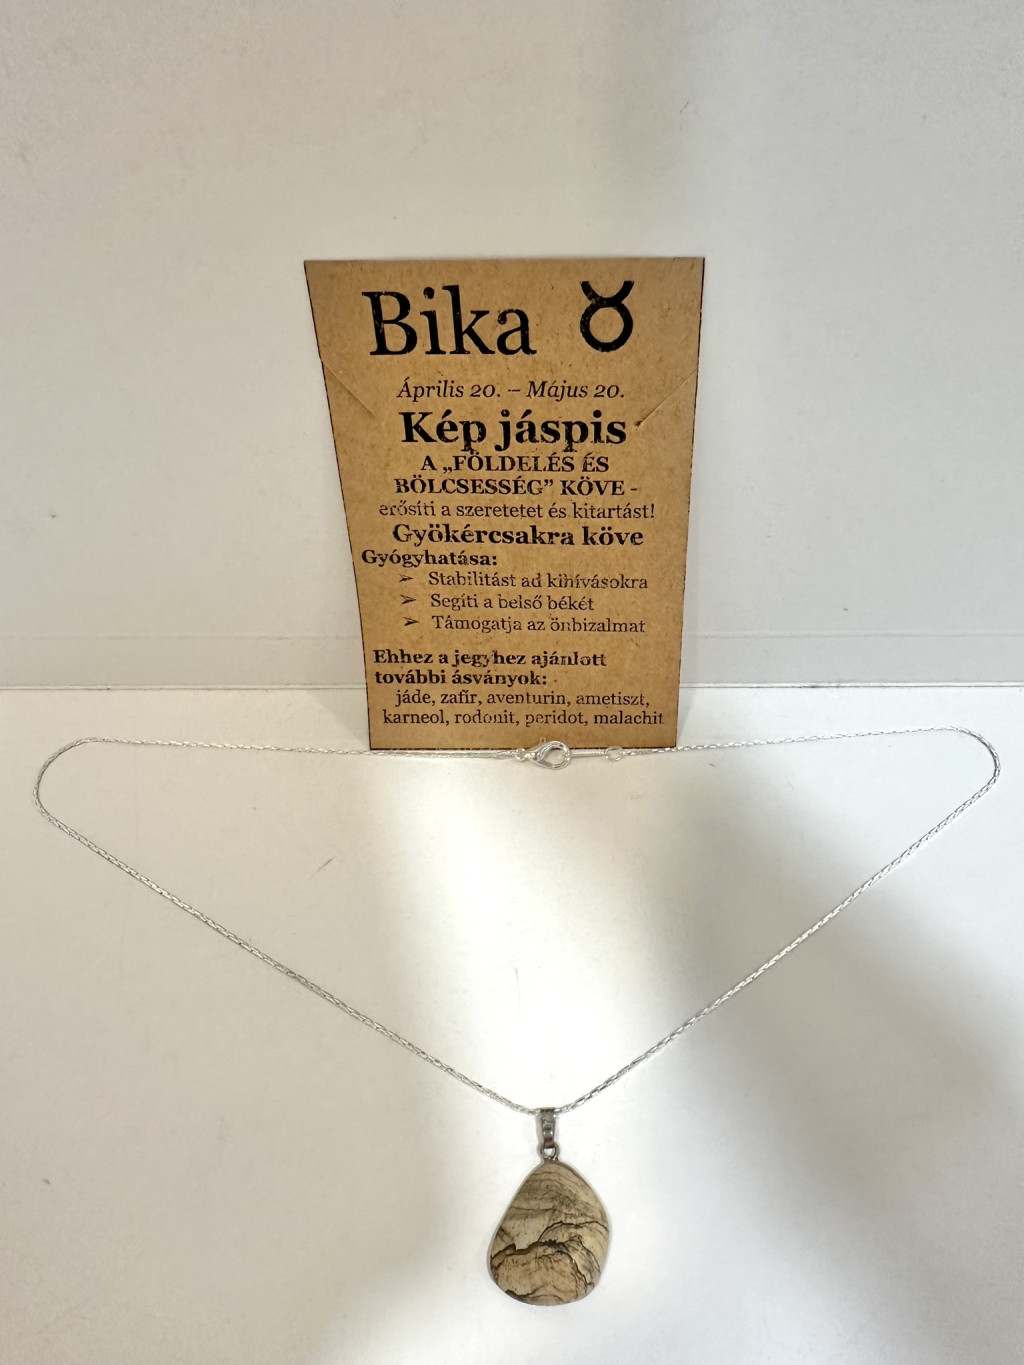 Bika ♉
Április 20. – Május 20.
Kép jáspis
A „FÖLDELÉS ÉS
BÖLCSESSÉG” KÖVE -
erősíti a szeretetet és kitartást!
Gyökércsakra köve
Gyógyhatása:
➢ Stabilitást ad kihívásokra
➢ Segíti a belső békét
➢ Támogatja az önbizalmat
Ehhez a jegyhez ajánlott
további ásványok:
jáde, zafír, aventurin, ametiszt,
karneol, rodonit, peridot, malachit